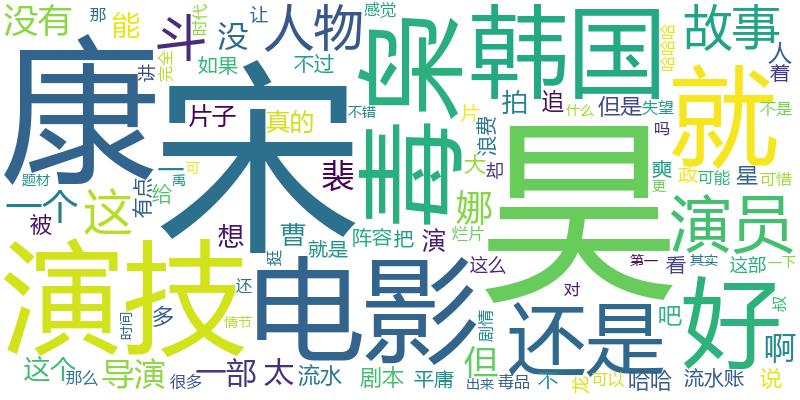 没有 那 能 斗 没 让 人物 感觉 枭 韩国 故事 时代 哈哈哈
康 宋 讲 完全 如果 不过 不错 拍 追 但是 失望 人 着
片子 真的 毒 片 什么 浪费 就 不是
题材 一 可 裴 大 却 昊 吗 爽 政 可能 星 可惜
一个 这 有点 给 禹 娜 更
被 想 曹 就是 阵容 把 演 烂片 演员
演技 电影 挺 这么 还是 第一 看 其实 这部 一下
还 对 好 叔
时间 多 情节 但 剧情 吧 啊
这个 那么 导演 很多 一部 太 流水 剧本 平庸 出来 毒品 个 龙 可以 哈哈 流水账 说